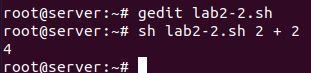 root@server:~# gedit lab2-2.sh
root@server:~# sh lab2-2.sh 2 + 2
4
root@server:~#